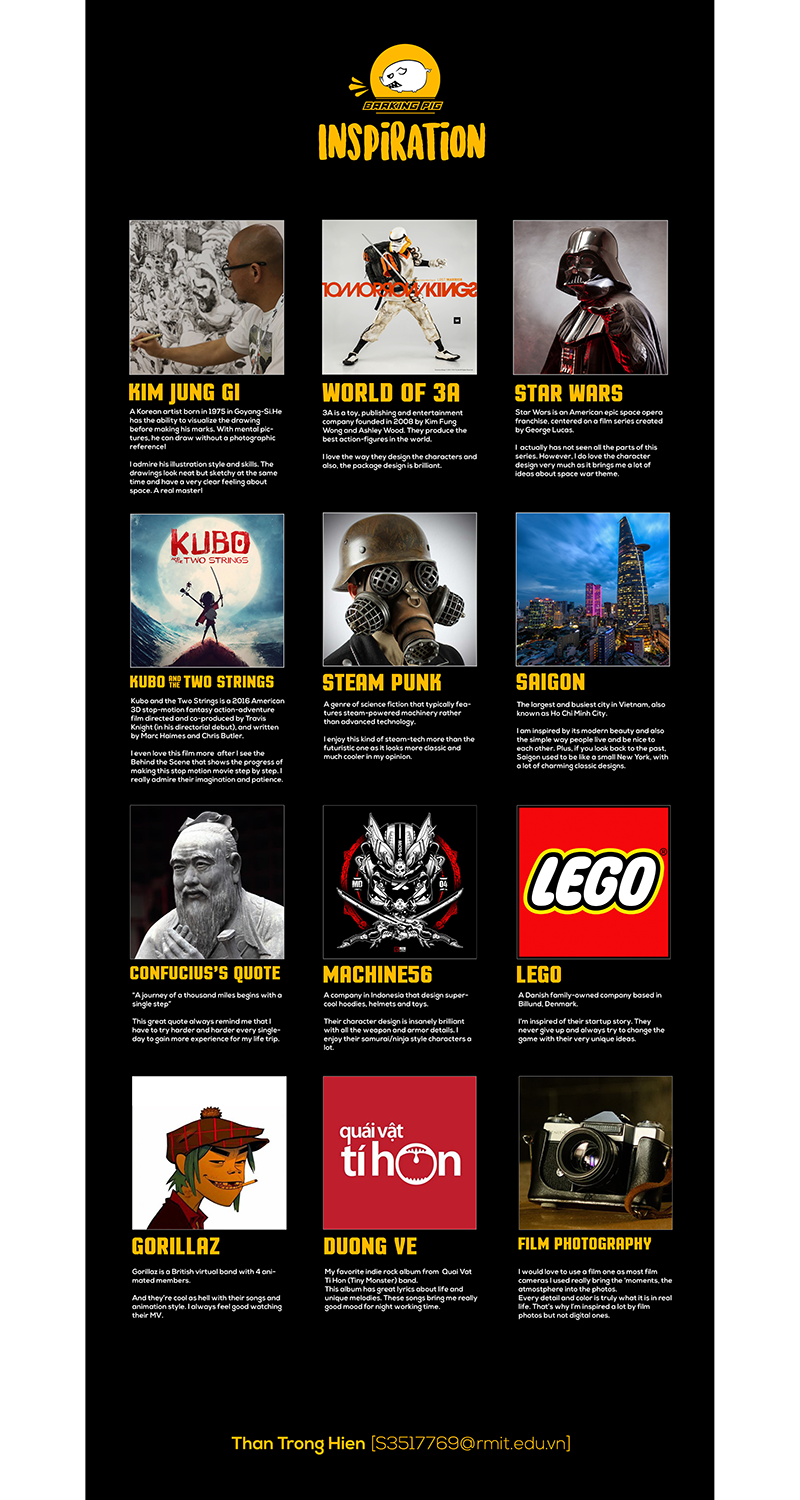 BARKING PIG
INSPiRATiON
TOMORROW KINGS
KIM JUNG GI
A Korean artist born in 1975 in Goyang-Si.He
has the ability to visualize the drawing
before making his marks. With mental pic-
tures, he can draw without a photographic
reference!
I admire his illustration style and skills. The
drawings look neat but sketchy at the same
time and have a very clear feeling about
space. A real master!
WORLD OF 3A
3A is a toy, publishing and entertainment
company founded in 2008 by Kim Fung
Wong and Ashley Wood. They produce the
best action-figures in the world.
I love the way they design the characters and
also, the package design is brilliant.
STAR WARS
Star Wars is an American epic space opera
franchise, centered on a film series created
by George Lucas.
I actually has not seen all the parts of this
series. However, I do love the character
design very much as it brings me a lot of
ideas about space war theme.
KUBO
AND THE TWO STRINGS
KUBO AND THE TWO STRINGS
Kubo and the Two Strings is a 2016 American
3D stop-motion fantasy action-adventure
film directed and co-produced by Travis
Knight (in his directorial debut), and written
by Marc Haimes and Chris Butler.
I even love this film more after I see the
Behind the Scene that shows the progress of
making this stop motion movie step by step. I
really admire their imagination and patience.
STEAM PUNK
A genre of science fiction that typically fea-
tures steam-powered machinery rather
than advanced technology.
I enjoy this kind of steam-tech more than the
futuristic one as it looks more classic and
much cooler in my opinion.
SAIGON
The largest and busiest city in Vietnam, also
known as Ho Chi Minh City.
I am inspired by its modern beauty and also
the simple way people live and be nice to
each other. Plus, if you look back to the past,
Saigon used to be like a small New York, with
a lot of charming classic designs.
CONFUCIUS'S QUOTE
"A journey of a thousand miles begins with a
single step"
This great quote always remind me that I
have to try harder and harder every single-
day to gain more experience for my life trip.
MD
04
MACHINE56
A company in Indonesia that design super-
cool hoodies, helmets and toys.
Their character design is insanely brilliant
with all the weapon and armor details. I
enjoy their samurai/ninja style characters a
lot.
LEGO®
LEGO
A Danish family-owned company based in
Billund, Denmark.
I'm inspired of their startup story. They
never give up and always try to change the
game with their very unique ideas.
GORILLAZ
Gorillaz is a British virtual band with 4 ani-
mated members.
And they're cool as hell with their songs and
animation style. I always feel good watching
their MV.
quái vật
tí hon
DUONG VE
My favorite indie rock album from Quai Vat
Ti Hon (Tiny Monster) band.
This album has great lyrics about life and
unique melodies. These songs bring me really
good mood for night working time.
FILM PHOTOGRAPHY
I would love to use a film one as most film
cameras I used really bring the 'moments, the
atmostphere into the photos.
Every detail and color is truly what it is in real
life. That's why I'm inspired a lot by film
photos but not digital ones.
Than Trong Hien [S3517769@rmit.edu.vn]